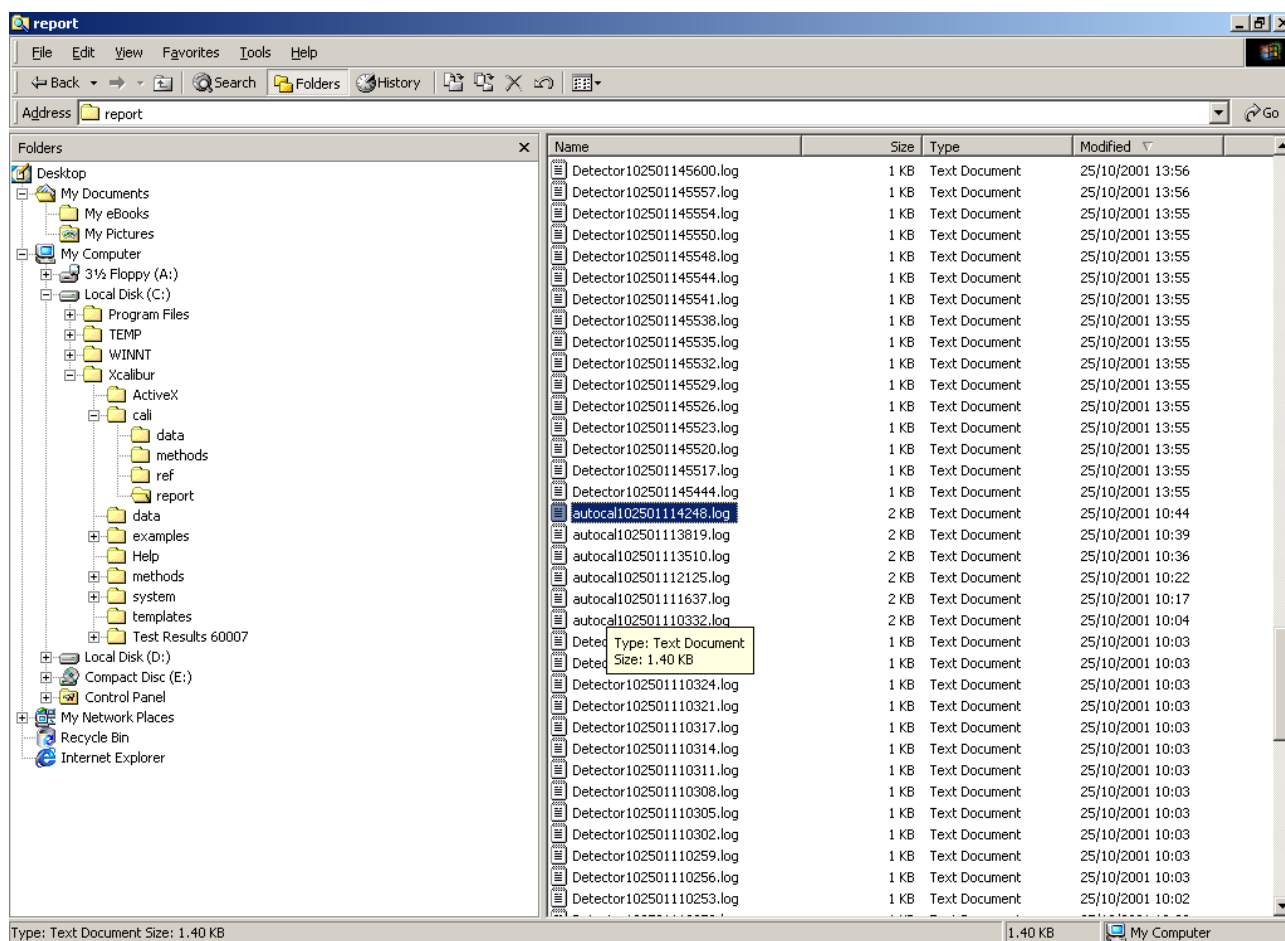 report
File Edit View Favorites Tools Help
Back Search Folders History
Address report Go
Folders
Desktop
My Documents
My eBooks
My Pictures
My Computer
3½ Floppy (A:)
Local Disk (C:)
Program Files
TEMP
WINNT
Xcalibur
ActiveX
cali
data
methods
ref
report
data
examples
Help
methods
system
templates
Test Results 60007
Local Disk (D:)
Compact Disc (E:)
Control Panel
My Network Places
Recycle Bin
Internet Explorer
Name Size Type Modified
Detector102501145600.log 1 KB Text Document 25/10/2001 13:56
Detector102501145557.log 1 KB Text Document 25/10/2001 13:56
Detector102501145554.log 1 KB Text Document 25/10/2001 13:55
Detector102501145550.log 1 KB Text Document 25/10/2001 13:55
Detector102501145548.log 1 KB Text Document 25/10/2001 13:55
Detector102501145544.log 1 KB Text Document 25/10/2001 13:55
Detector102501145541.log 1 KB Text Document 25/10/2001 13:55
Detector102501145538.log 1 KB Text Document 25/10/2001 13:55
Detector102501145535.log 1 KB Text Document 25/10/2001 13:55
Detector102501145532.log 1 KB Text Document 25/10/2001 13:55
Detector102501145529.log 1 KB Text Document 25/10/2001 13:55
Detector102501145526.log 1 KB Text Document 25/10/2001 13:55
Detector102501145523.log 1 KB Text Document 25/10/2001 13:55
Detector102501145520.log 1 KB Text Document 25/10/2001 13:55
Detector102501145517.log 1 KB Text Document 25/10/2001 13:55
Detector102501145444.log 1 KB Text Document 25/10/2001 13:55
autocal102501114248.log 2 KB Text Document 25/10/2001 10:44
autocal102501113819.log 2 KB Text Document 25/10/2001 10:39
autocal102501113510.log 2 KB Text Document 25/10/2001 10:36
autocal102501112125.log 2 KB Text Document 25/10/2001 10:22
autocal102501111637.log 2 KB Text Document 25/10/2001 10:17
autocal102501110332.log 2 KB Text Document 25/10/2001 10:04
Detec 1 KB Text Document 25/10/2001 10:03
Detec 1 KB Text Document 25/10/2001 10:03
Type: Text Document
Size: 1.40 KB
Detector102501110324.log 1 KB Text Document 25/10/2001 10:03
Detector102501110321.log 1 KB Text Document 25/10/2001 10:03
Detector102501110317.log 1 KB Text Document 25/10/2001 10:03
Detector102501110314.log 1 KB Text Document 25/10/2001 10:03
Detector102501110311.log 1 KB Text Document 25/10/2001 10:03
Detector102501110308.log 1 KB Text Document 25/10/2001 10:03
Detector102501110305.log 1 KB Text Document 25/10/2001 10:03
Detector102501110302.log 1 KB Text Document 25/10/2001 10:03
Detector102501110259.log 1 KB Text Document 25/10/2001 10:03
Detector102501110256.log 1 KB Text Document 25/10/2001 10:03
Detector102501110253.log 1 KB Text Document 25/10/2001 10:02
Type: Text Document Size: 1.40 KB 1.40 KB My Computer